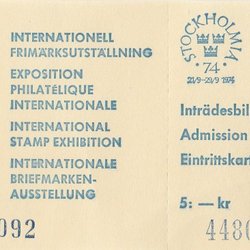 INTERNATIONELL
FRIMÄRKSUTSTÄLLNING
EXPOSITION
PHILATÉLIQUE
INTERNATIONALE
INTERNATIONAL
STAMP EXHIBITION
INTERNATIONALE
BRIEFMARKEN-
AUSSTELLUNG
092
STOCKHOLMIA
74
21/9-29/9 1974
Inträdesbil
Admission
Eintrittskar
5: — kr
4480